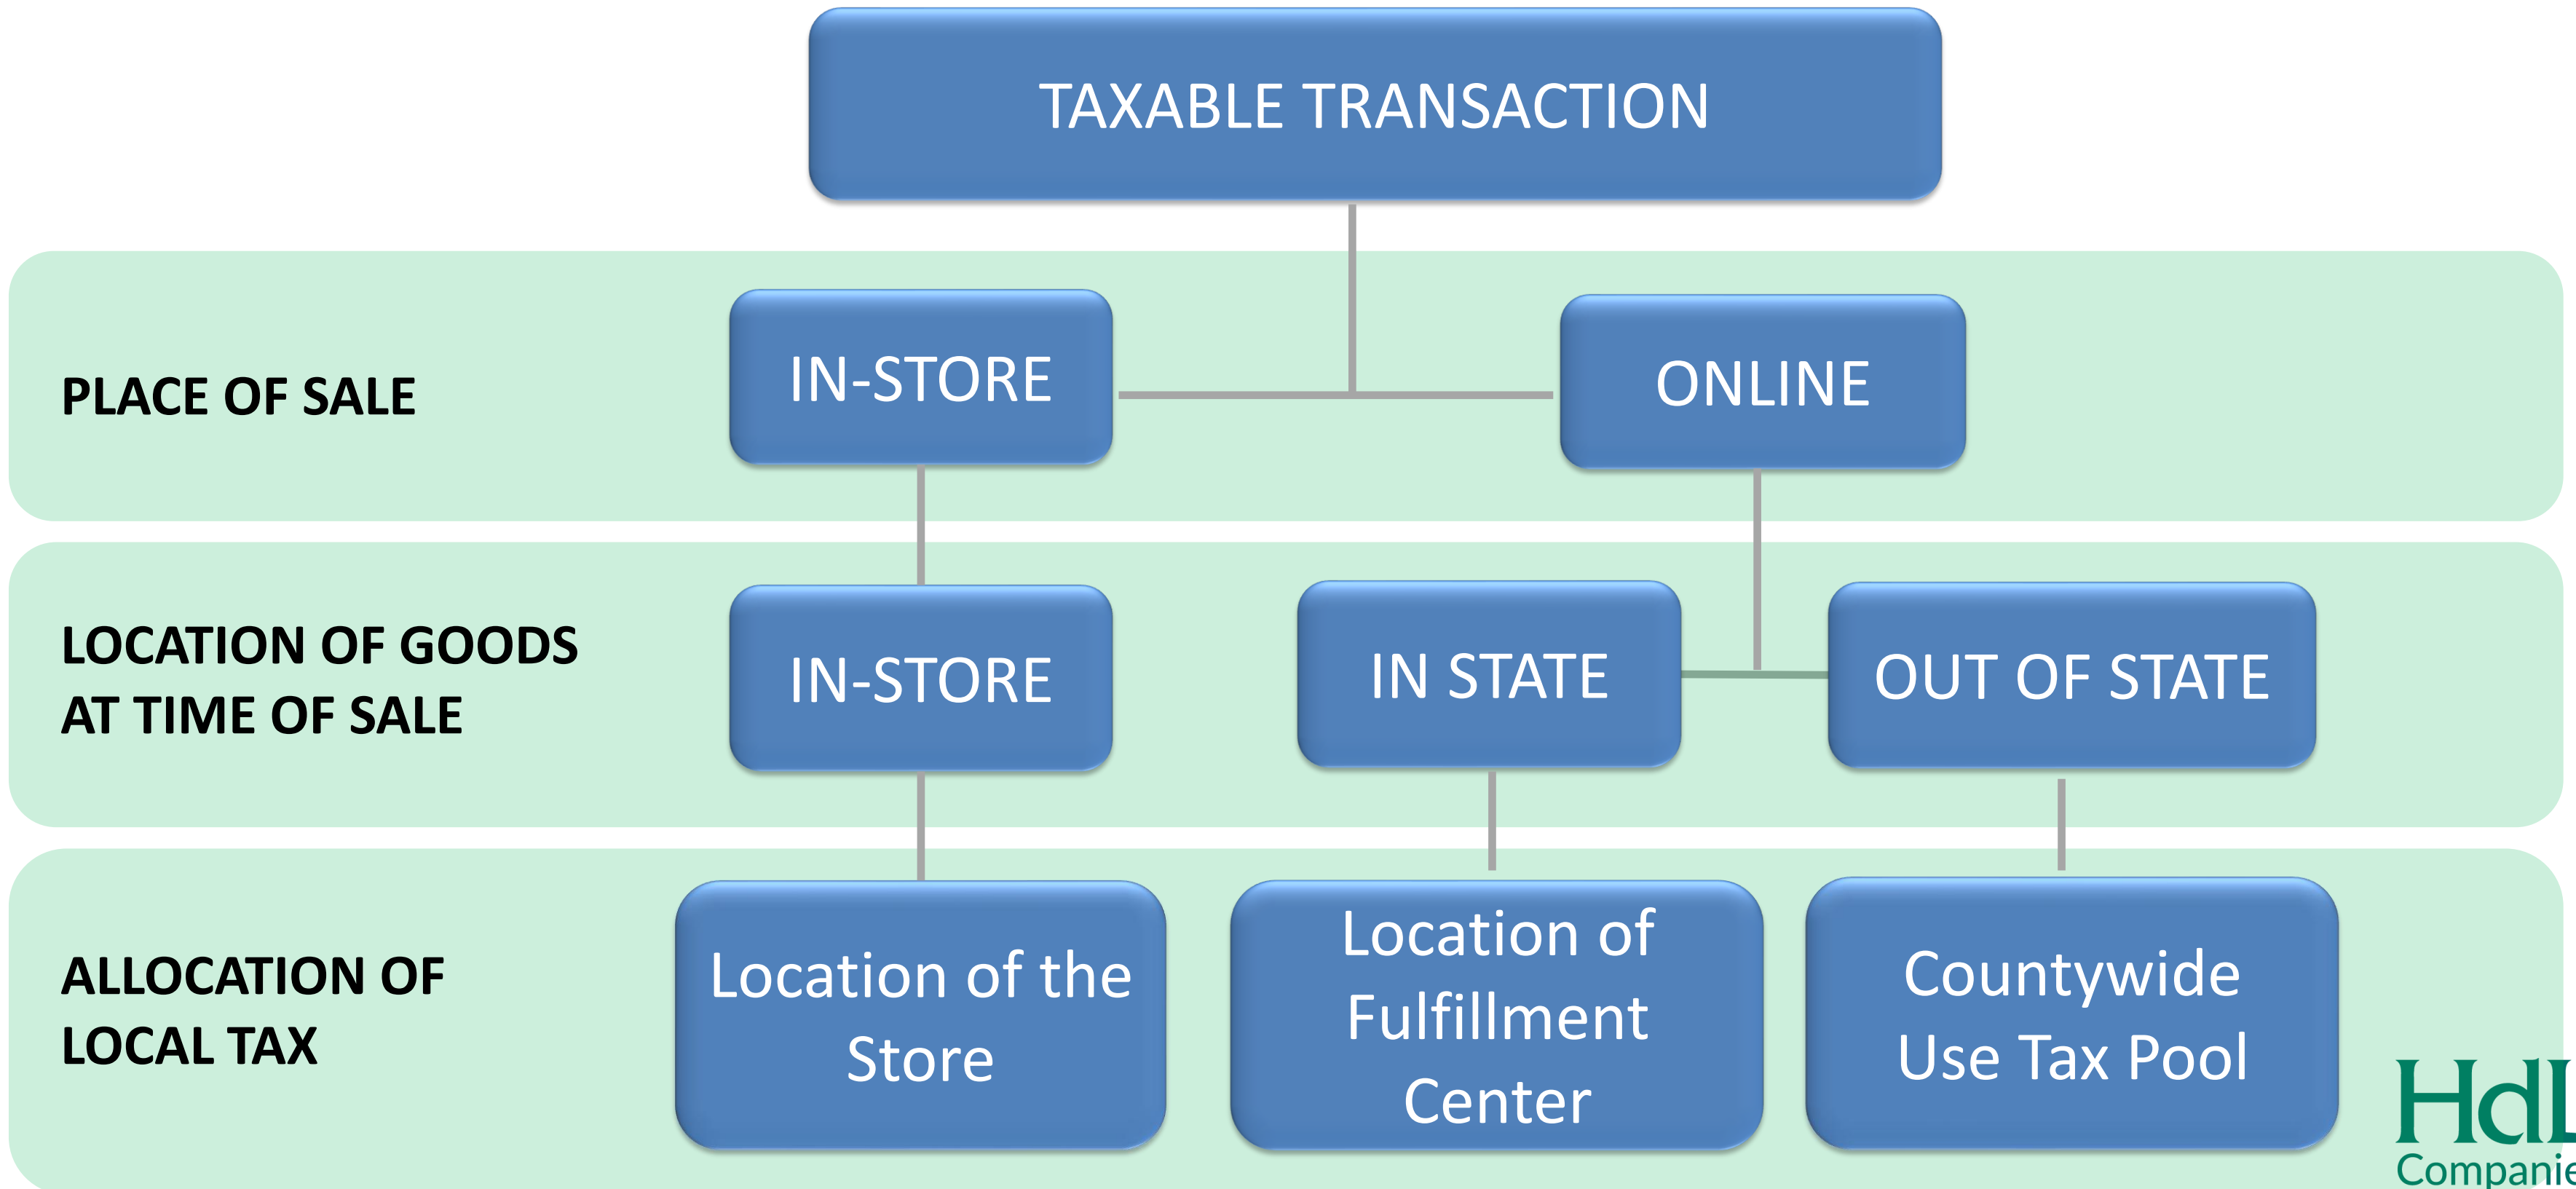 TAXABLE TRANSACTION
PLACE OF SALE
IN-STORE
ONLINE
LOCATION OF GOODS
AT TIME OF SALE
IN-STORE
IN STATE
OUT OF STATE
ALLOCATION OF
LOCAL TAX
Location of the
Store
Location of
Fulfillment
Center
Countywide
Use Tax Pool
HdL
Companie